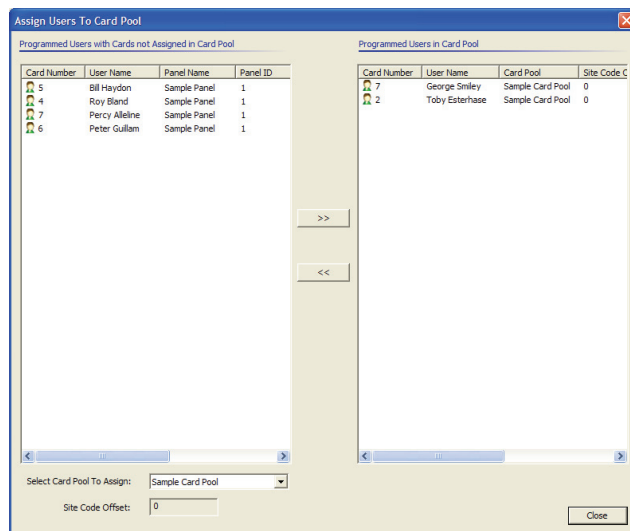 Assign Users To Card Pool
Programmed Users with Cards not Assigned in Card Pool
Card Number User Name Panel Name Panel ID
5 Bill Haydon Sample Panel 1
4 Roy Bland Sample Panel 1
7 Percy Alleline Sample Panel 1
6 Peter Guillam Sample Panel 1
>>
<<
Programmed Users in Card Pool
Card Number User Name Card Pool Site Code O
7 George Smiley Sample Card Pool 0
2 Toby Esterhase Sample Card Pool 0
Select Card Pool To Assign: Sample Card Pool
Site Code Offset: 0
Close